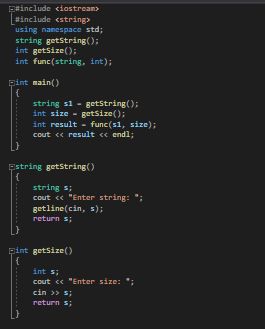 #include <iostream>
#include <string>
using namespace std;
string getString();
int getSize();
int func(string, int);
int main()
{
string s1 = getString();
int size = getSize();
int result = func(s1, size);
cout << result << endl;
}
string getString()
{
string s;
cout << "Enter string: ";
getline(cin, s);
return s;
}
int getSize()
{
int s;
cout << "Enter size: ";
cin >> s;
return s;
}